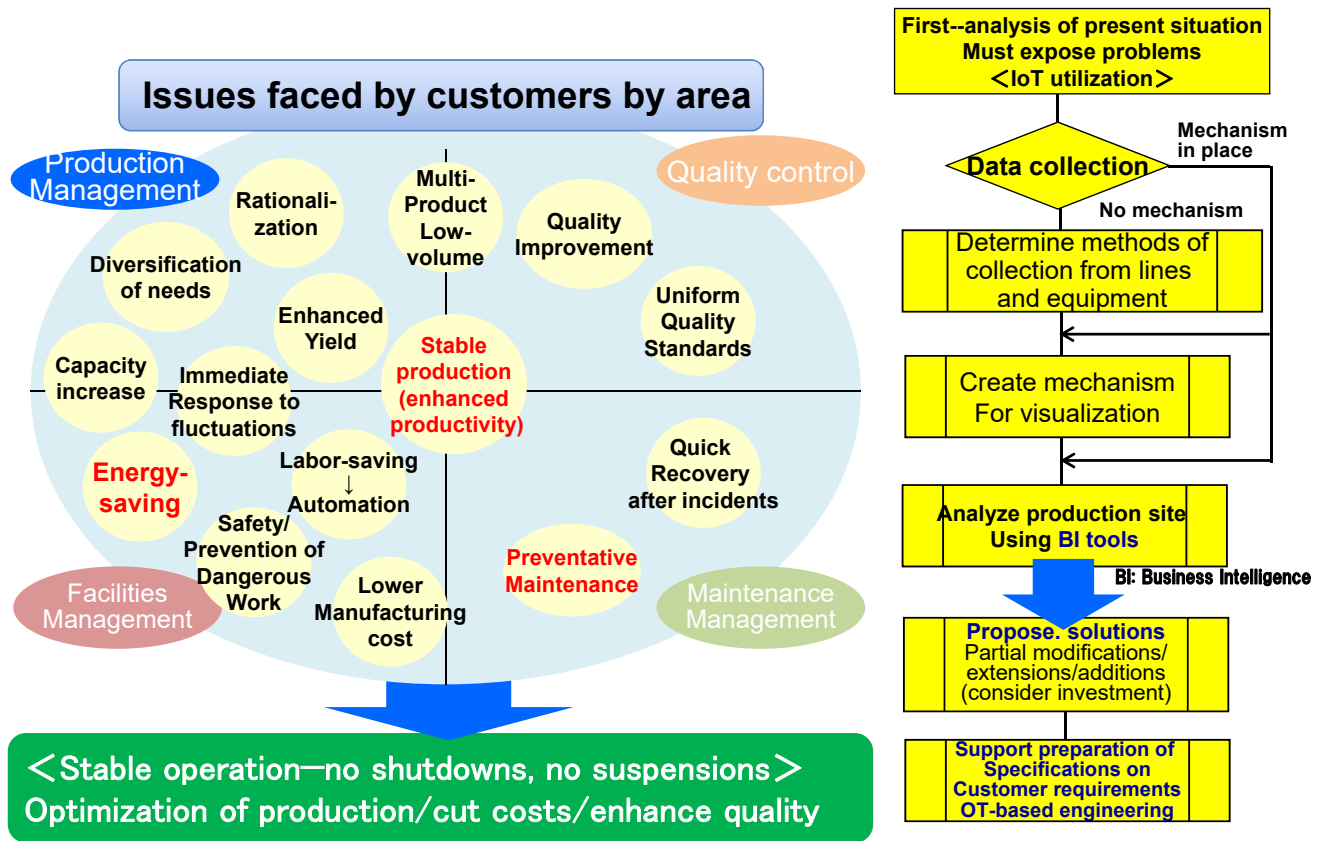 Issues faced by customers by area
Production
Management
Quality control
Rationali-
zation
Multi-
Product
Low-
volume
Quality
Improvement
Diversification
of needs
Enhanced
Yield
Uniform
Quality
Standards
Capacity
increase
Immediate
Response to
fluctuations
Stable
production
(enhanced
productivity)
Energy-
saving
Labor-saving
↓
Automation
Quick
Recovery
after incidents
Safety/
Prevention of
Dangerous
Work
Preventative
Maintenance
Lower
Manufacturing
cost
Facilities
Management
Maintenance
Management
＜Stable operation—no shutdowns, no suspensions＞
Optimization of production/cut costs/enhance quality
First--analysis of present situation
Must expose problems
＜IoT utilization＞
Data collection
Mechanism
in place
No mechanism
Determine methods of
collection from lines
and equipment
Create mechanism
For visualization
Analyze production site
Using BI tools
BI: Business Intelligence
Propose. solutions
Partial modifications/
extensions/additions
(consider investment)
Support preparation of
Specifications on
Customer requirements
OT-based engineering